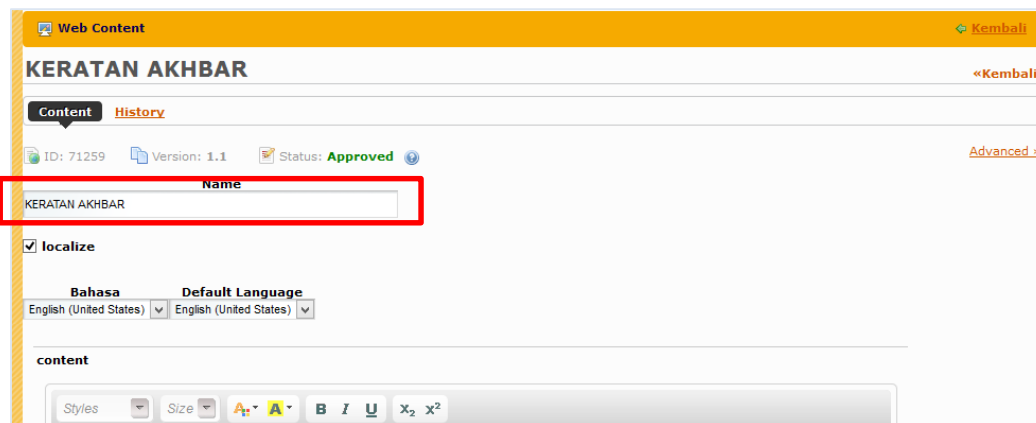 Web Content
Kembali
KERATAN AKHBAR
«Kembali
Content History
ID: 71259 Version: 1.1 Status: Approved
Advanced »
Name
KERATAN AKHBAR
localize
Bahasa Default Language
English (United States) English (United States)
content
Styles Size A A B I U X₂ X²